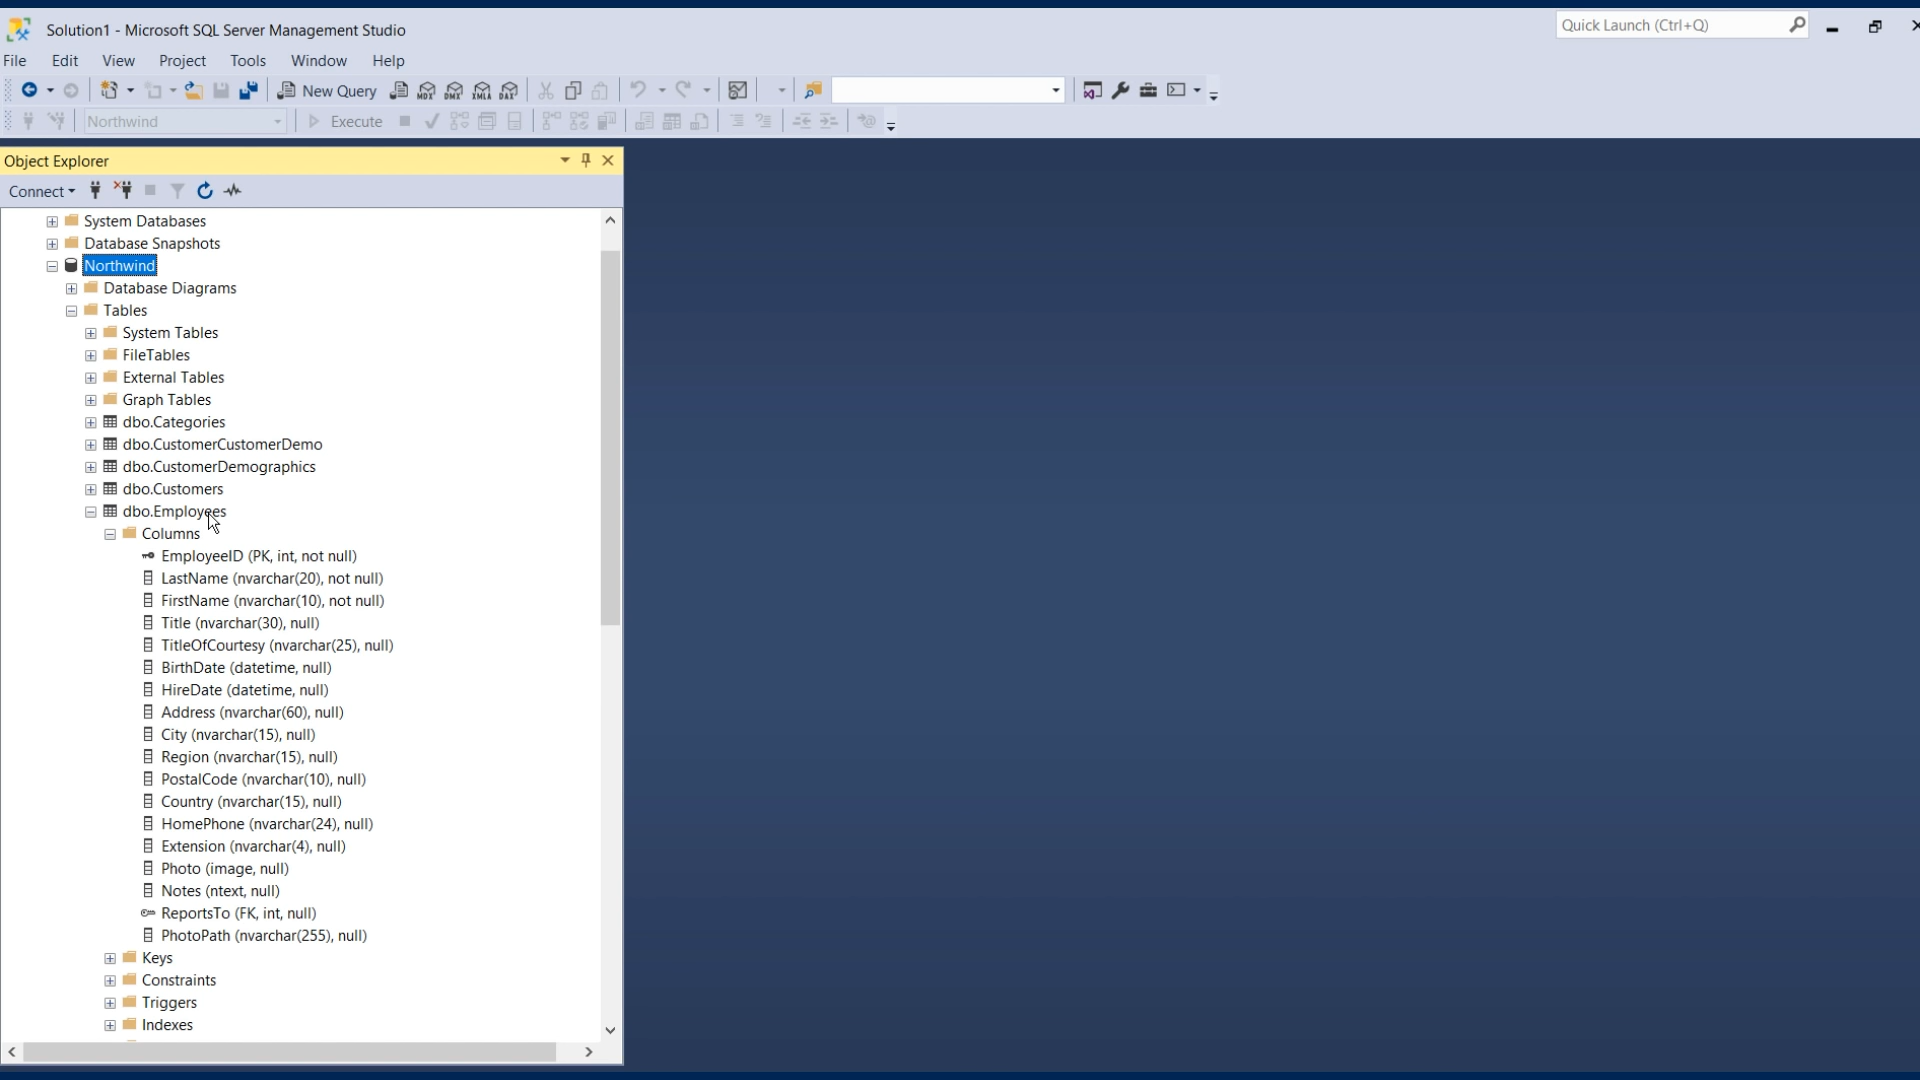 Solution1 - Microsoft SQL Server Management Studio
Quick Launch (Ctrl+Q)
File Edit View Project Tools Window Help
New Query MDX DMX XMLA DAX
Northwind Execute
Object Explorer
Connect
System Databases
Database Snapshots
Northwind
Database Diagrams
Tables
System Tables
FileTables
External Tables
Graph Tables
dbo.Categories
dbo.CustomerCustomerDemo
dbo.CustomerDemographics
dbo.Customers
dbo.Employees
Columns
EmployeeID (PK, int, not null)
LastName (nvarchar(20), not null)
FirstName (nvarchar(10), not null)
Title (nvarchar(30), null)
TitleOfCourtesy (nvarchar(25), null)
BirthDate (datetime, null)
HireDate (datetime, null)
Address (nvarchar(60), null)
City (nvarchar(15), null)
Region (nvarchar(15), null)
PostalCode (nvarchar(10), null)
Country (nvarchar(15), null)
HomePhone (nvarchar(24), null)
Extension (nvarchar(4), null)
Photo (image, null)
Notes (ntext, null)
ReportsTo (FK, int, null)
PhotoPath (nvarchar(255), null)
Keys
Constraints
Triggers
Indexes